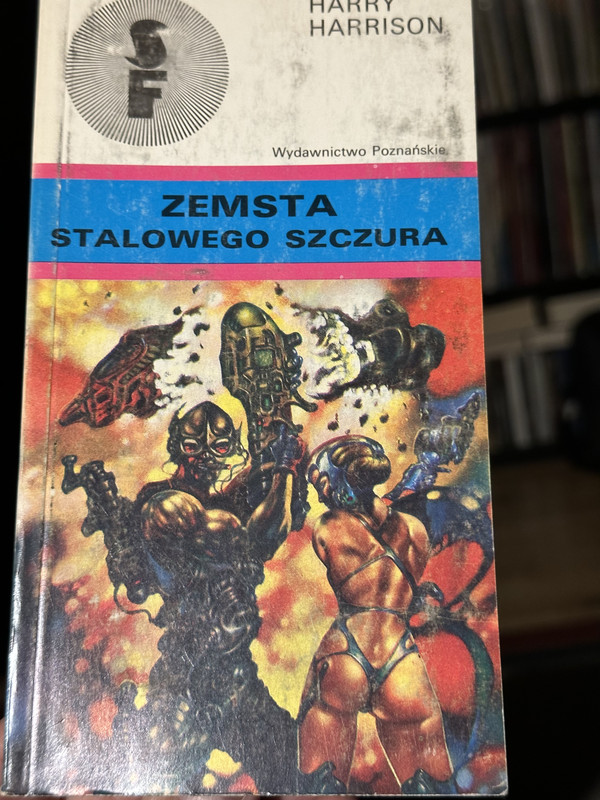 HARRY
HARRISON
SF
Wydawnictwo Poznańskie
ZEMSTA
STALOWEGO SZCZURA